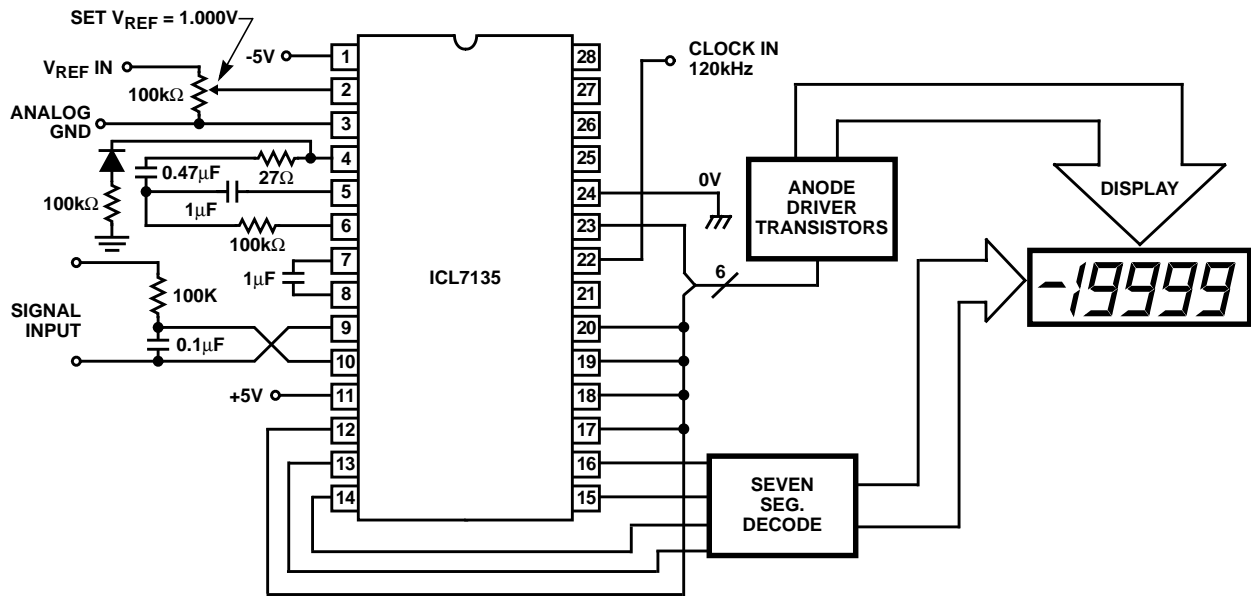 SET VREF = 1.000V
-5V
VREF IN
100kΩ
ANALOG
GND
0.47μF
27Ω
1μF
100kΩ
100kΩ
1μF
SIGNAL
INPUT
100K
0.1μF
+5V
1
2
3
4
5
6
7
8
9
10
11
12
13
14
ICL7135
28
27
26
25
24
23
22
21
20
19
18
17
16
15
CLOCK IN
120kHz
0V
6
ANODE
DRIVER
TRANSISTORS
SEVEN
SEG.
DECODE
DISPLAY
-19999